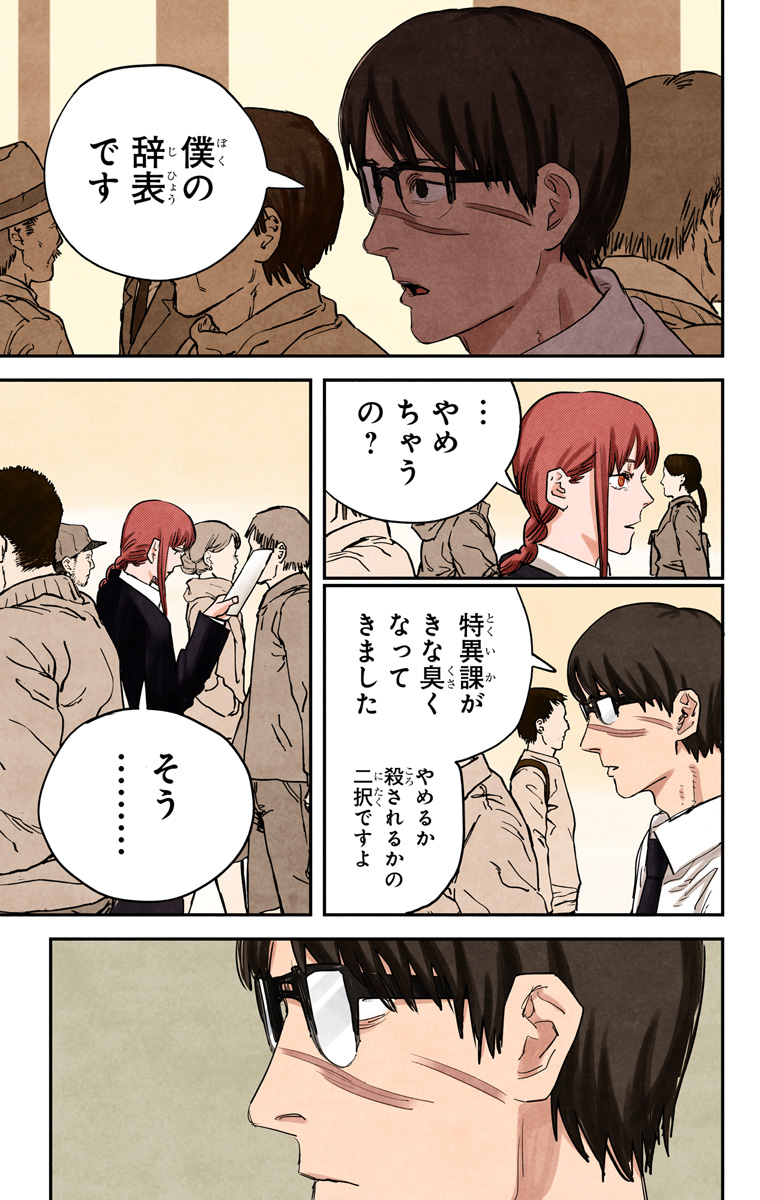 僕の
辞表
です
…
やめ
ちゃう
の?
特異課が
きな臭く
なって
きました
やめるか
殺されるかの
二択ですよ
そう
………